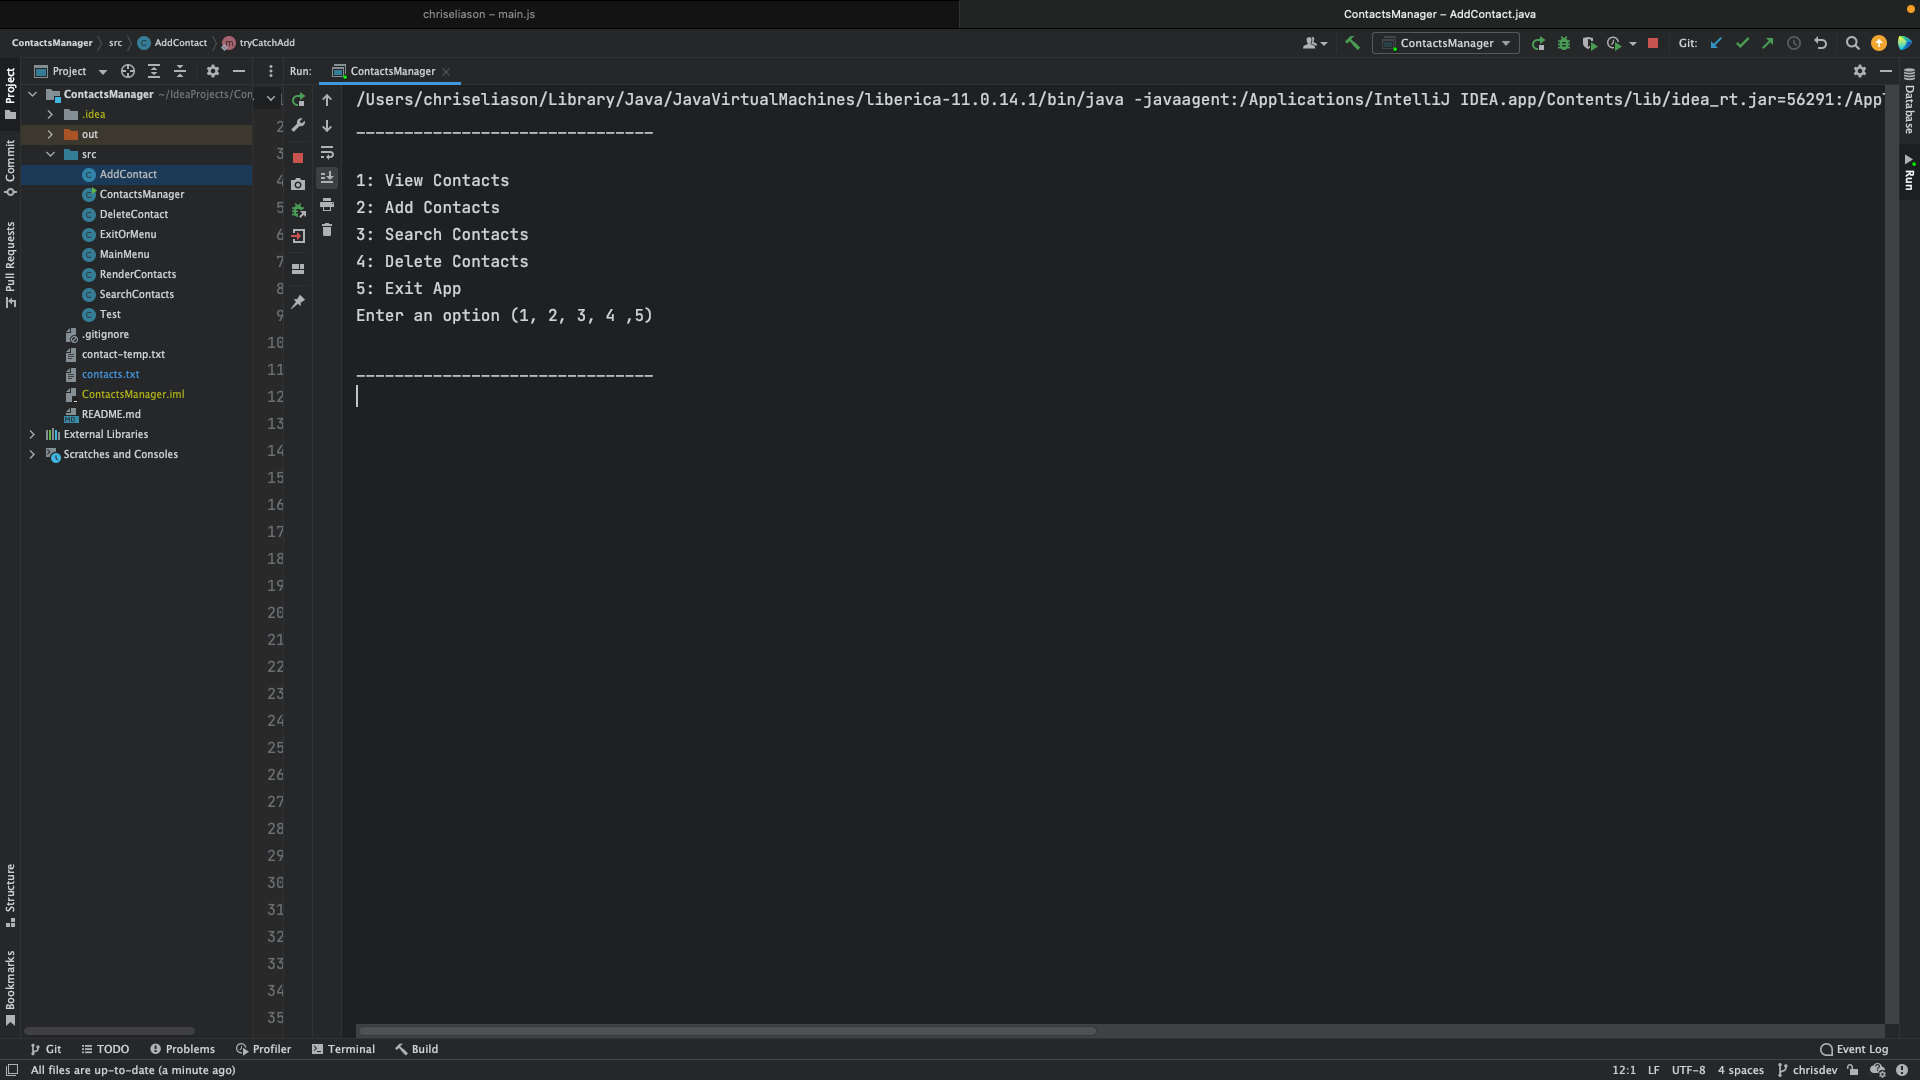 chriseliason – main.js
ContactsManager – AddContact.java
ContactsManager
src
AddContact
tryCatchAdd
ContactsManager
Git:
Project
Run:
ContactsManager
Project
Commit
Pull Requests
Structure
Bookmarks
ContactsManager ~/IdeaProjects/Con
.idea
out
src
AddContact
ContactsManager
DeleteContact
ExitOrMenu
MainMenu
RenderContacts
SearchContacts
Test
.gitignore
contact-temp.txt
contacts.txt
ContactsManager.iml
README.md
External Libraries
Scratches and Consoles
2
3
4
5
6
7
8
9
10
11
12
13
14
15
16
17
18
19
20
21
22
23
24
25
26
27
28
29
30
31
32
33
34
35
/Users/chriseliason/Library/Java/JavaVirtualMachines/liberica-11.0.14.1/bin/java -javaagent:/Applications/IntelliJ IDEA.app/Contents/lib/idea_rt.jar=56291:/App
_______________________________
1: View Contacts
2: Add Contacts
3: Search Contacts
4: Delete Contacts
5: Exit App
Enter an option (1, 2, 3, 4 ,5)
_______________________________
Database
Run
Git
TODO
Problems
Profiler
Terminal
Build
Event Log
All files are up-to-date (a minute ago)
12:1
LF
UTF-8
4 spaces
chrisdev